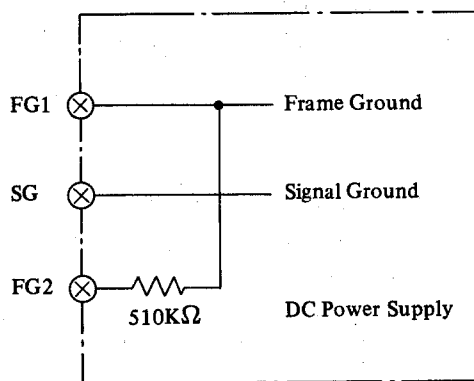 FG1
Frame Ground
SG
Signal Ground
FG2
510KΩ
DC Power Supply